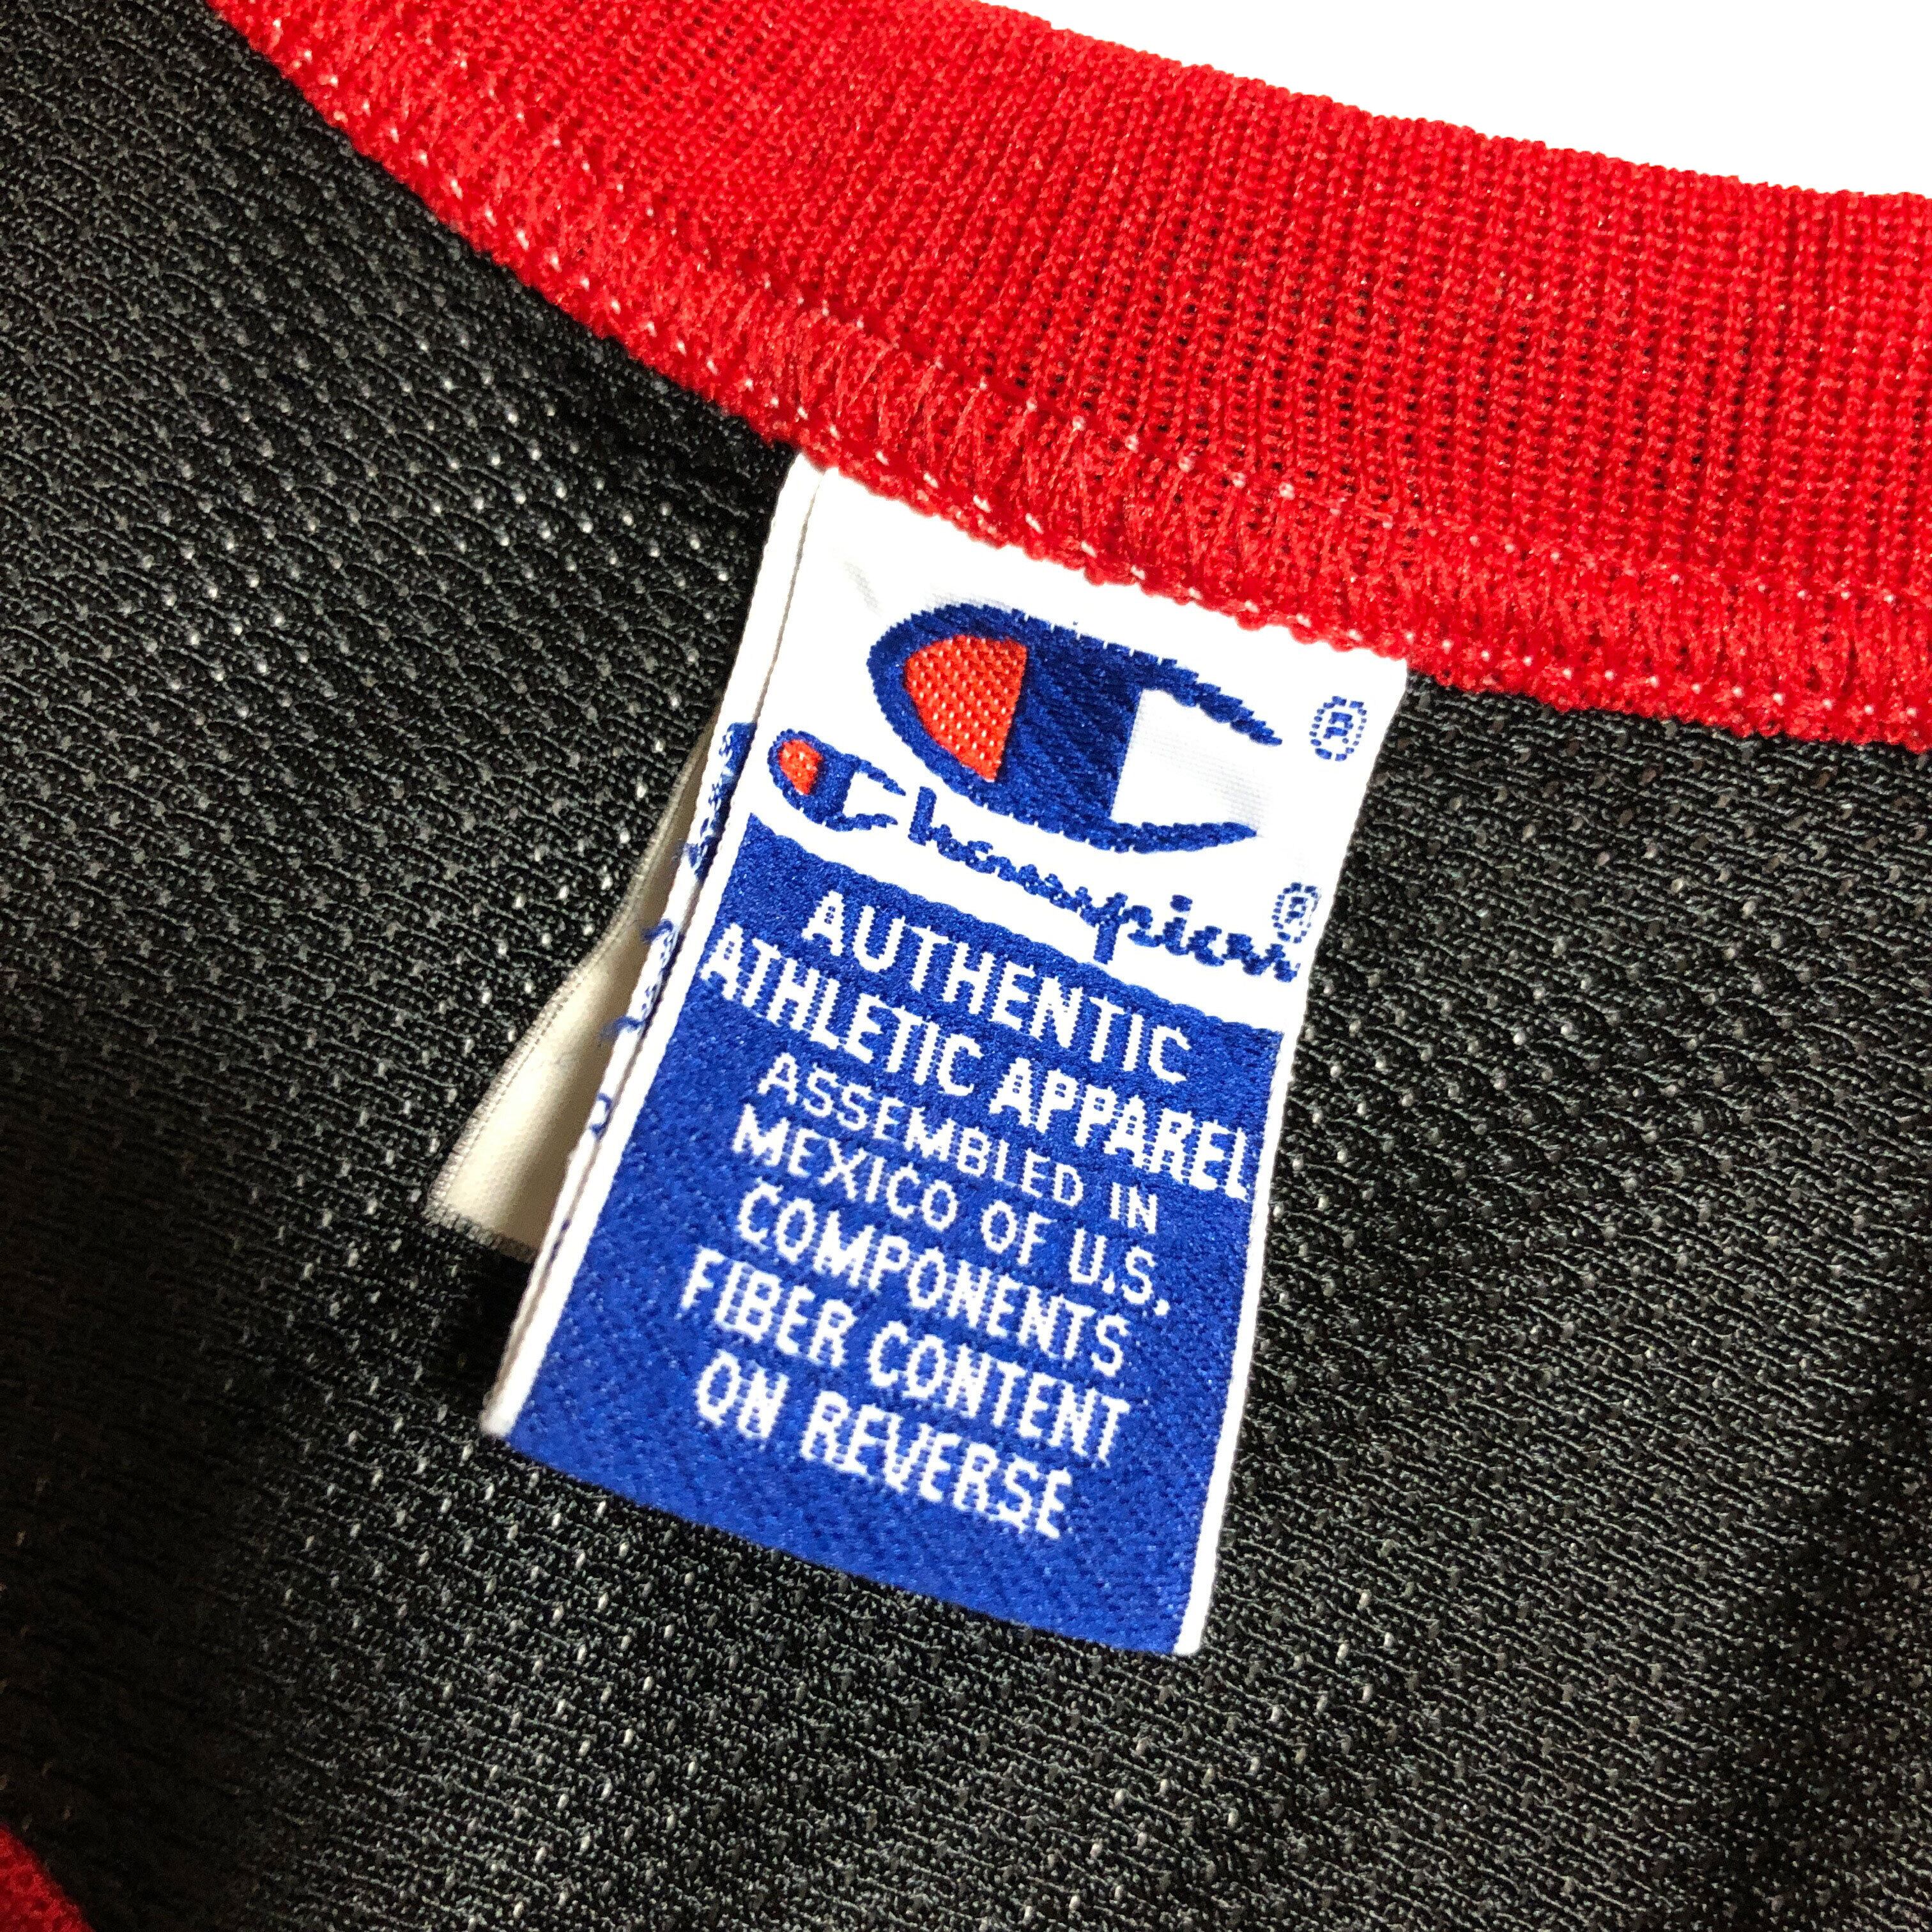 Champion®
AUTHENTIC
ATHLETIC APPAREL
ASSEMBLED IN
MEXICO OF U.S.
COMPONENTS
FIBER CONTENT
ON REVERSE